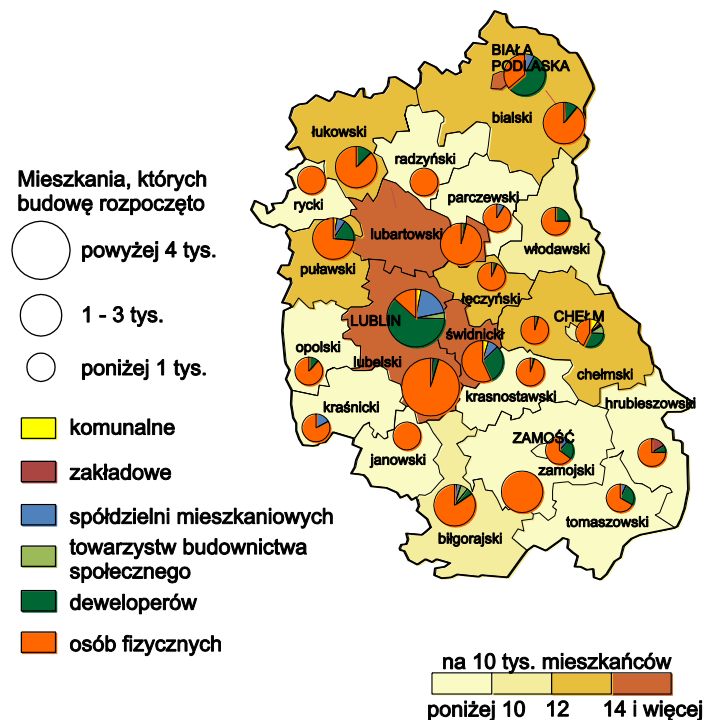 BIAŁA
PODLASKA
bialski
łukowski
radzyński
rycki
parczewski
lubartowski
włodawski
puławski
łęczyński
LUBLIN
CHEŁM
świdnickł
opolski
lubelski
chełmski
krasnostawski
kraśnicki
hrubieszowski
ZAMOŚĆ
janowski
zamojski
tomaszowski
biłgorajski
Mieszkania, których
budowę rozpoczęto
powyżej 4 tys.
1 - 3 tys.
poniżej 1 tys.
komunalne
zakładowe
spółdzielni mieszkaniowych
towarzystw budownictwa
społecznego
deweloperów
osób fizycznych
na 10 tys. mieszkańców
poniżej 10 12 14 i więcej